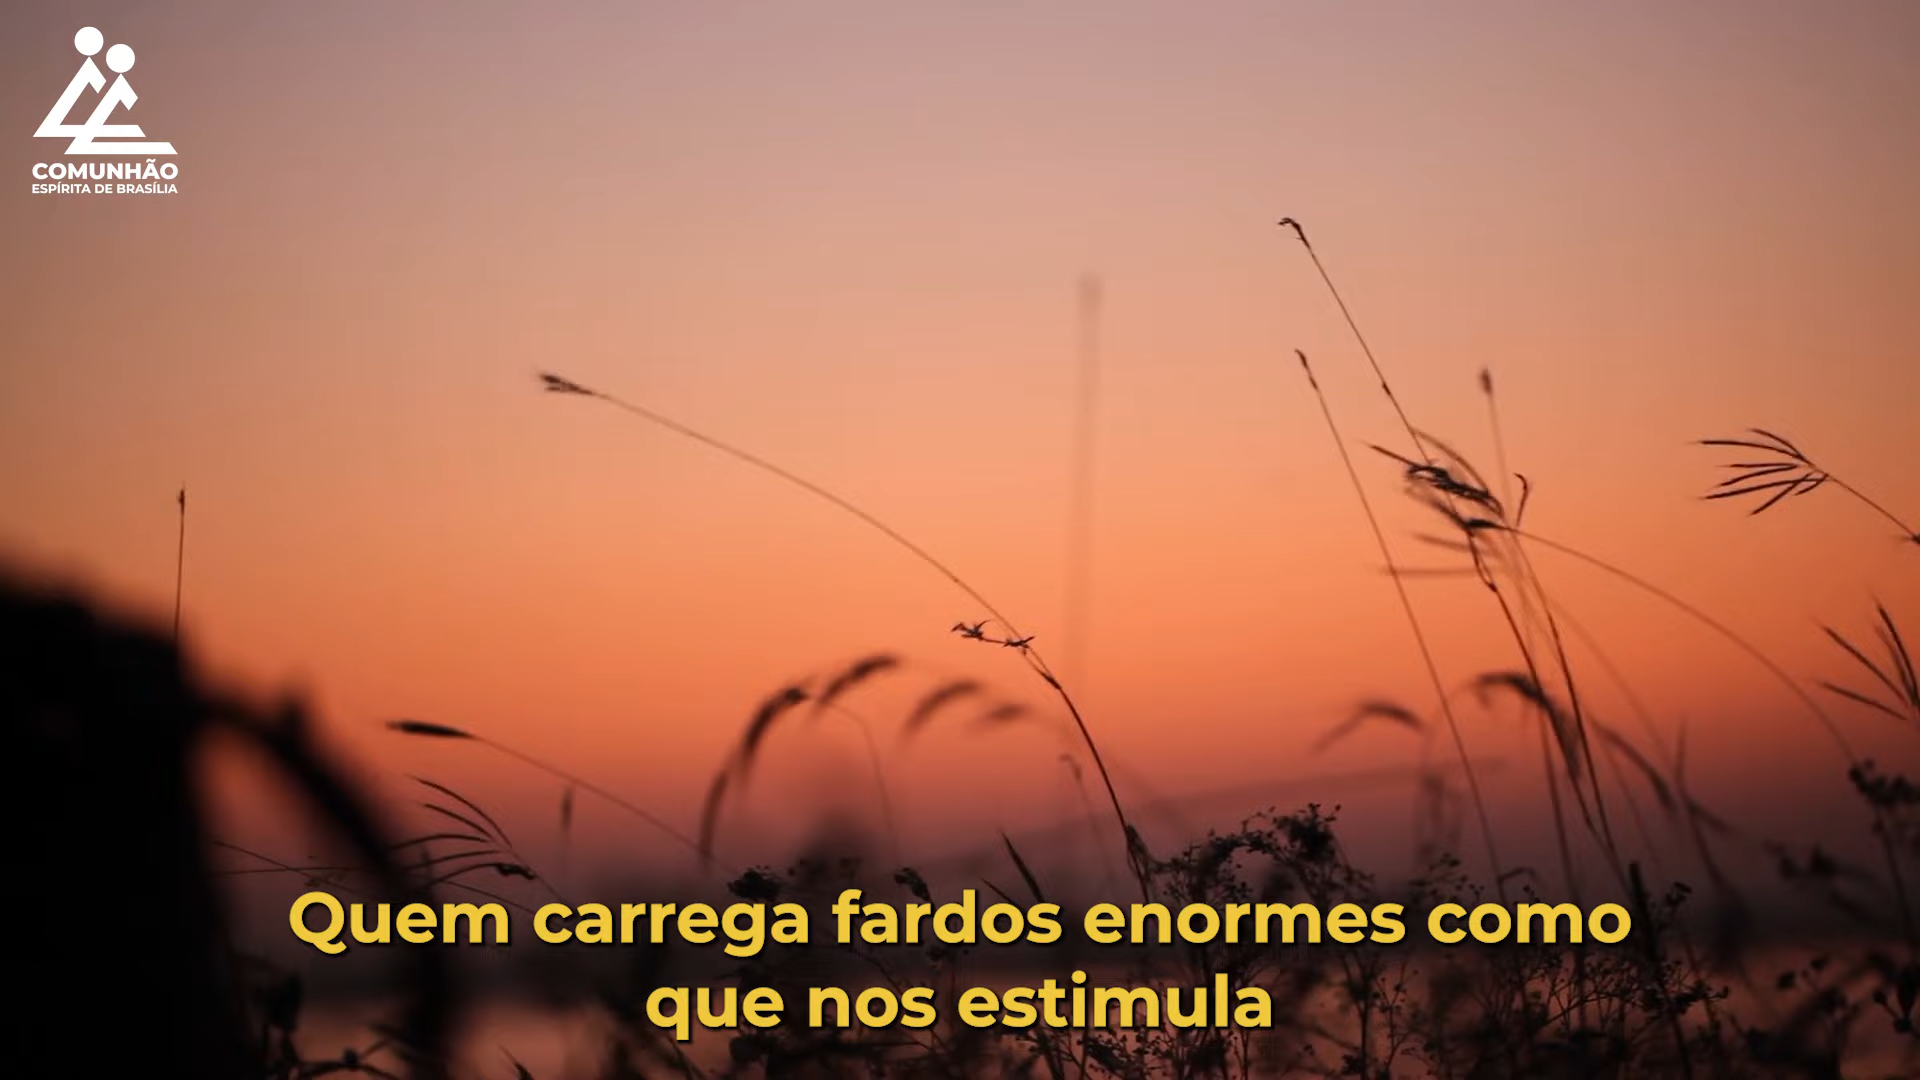 COMUNHÃO
ESPÍRITA DE BRASÍLIA
Quem carrega fardos enormes como
que nos estimula